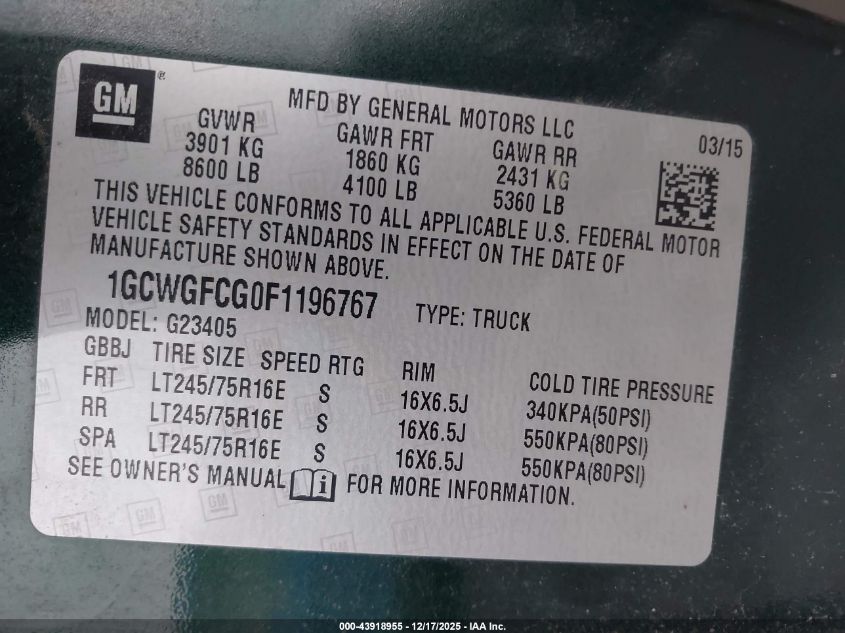 GM ®
MFD BY GENERAL MOTORS LLC
03/15
GVWR GAWR FRT GAWR RR
3901 KG 1860 KG 2431 KG
8600 LB 4100 LB 5360 LB
THIS VEHICLE CONFORMS TO ALL APPLICABLE U.S. FEDERAL MOTOR
VEHICLE SAFETY STANDARDS IN EFFECT ON THE DATE OF
MANUFACTURE SHOWN ABOVE.
1GCWGFCG0F1196767 TYPE: TRUCK
MODEL: G23405
GBBJ TIRE SIZE SPEED RTG RIM COLD TIRE PRESSURE
FRT LT245/75R16E S 16X6.5J 340KPA(50PSI)
RR LT245/75R16E S 16X6.5J 550KPA(80PSI)
SPA LT245/75R16E S 16X6.5J 550KPA(80PSI)
SEE OWNER'S MANUAL i FOR MORE INFORMATION.
000-43918955 - 12/17/2025 - IAA Inc.